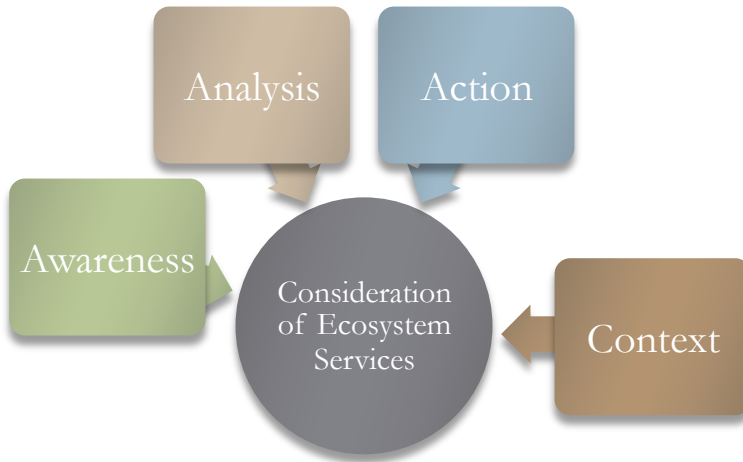 Analysis
Action
Awareness
Consideration
of Ecosystem
Services
Context